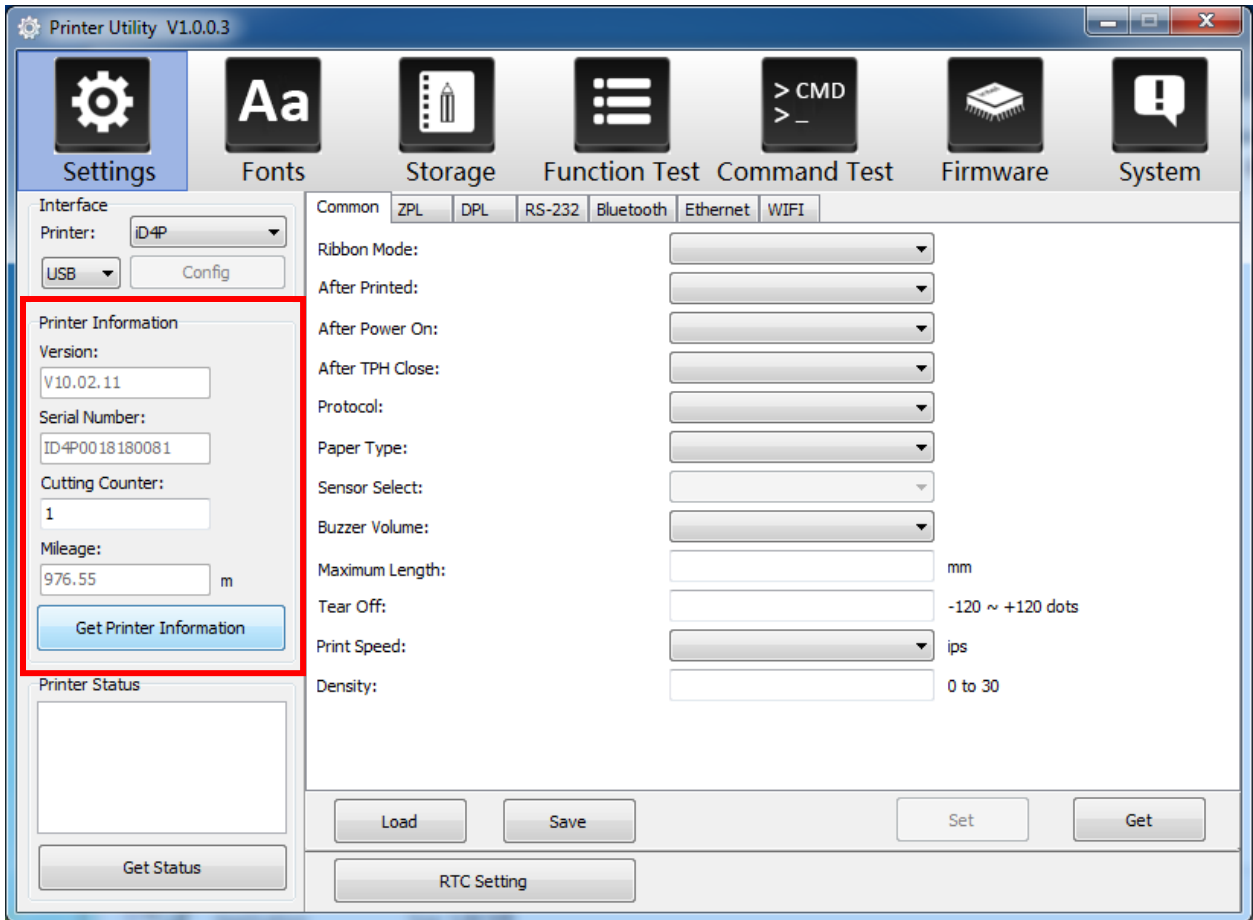 Printer Utility V1.0.0.3
> CMD
> _
Aa
Settings
Fonts
Storage
Function Test
Command Test
Firmware
System
Interface
Printer:
iD4P
USB
Config
Printer Information
Version:
V10.02.11
Serial Number:
ID4P0018180081
Cutting Counter:
1
Mileage:
976.55 m
Get Printer Information
Printer Status
Get Status
Common ZPL DPL RS-232 Bluetooth Ethernet WIFI
Ribbon Mode:
After Printed:
After Power On:
After TPH Close:
Protocol:
Paper Type:
Sensor Select:
Buzzer Volume:
Maximum Length: mm
Tear Off: -120 ~ +120 dots
Print Speed: ips
Density: 0 to 30
Load Save Set Get
RTC Setting